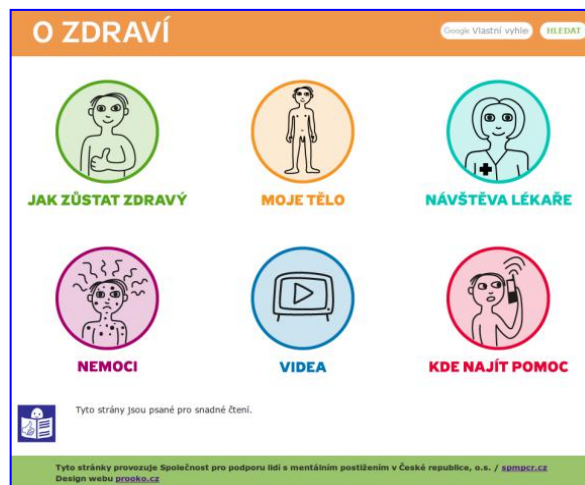 O ZDRAVÍ
Google Vlastní vyhle
HLEDAT
JAK ZŮSTAT ZDRAVÝ
MOJE TĚLO
NÁVŠTĚVA LÉKAŘE
NEMOCI
VIDEA
KDE NAJÍT POMOC
Tyto strány jsou psané pro snadné čtení.
Tyto stránky provozuje Společnost pro podporu lidí s mentálním postižením v České republice, o.s. / spmpcr.cz
Design webu prooko.cz